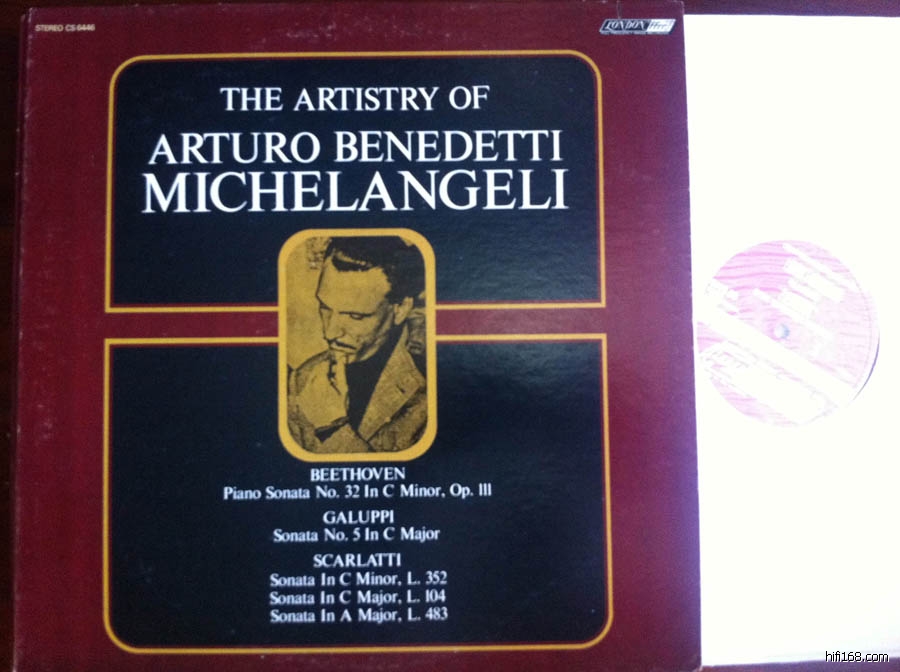 STEREO CS 6446
LONDON ffrr
THE ARTISTRY OF
ARTURO BENEDETTI
MICHELANGELI
BEETHOVEN
Piano Sonata No. 32 In C Minor, Op. 111
GALUPPI
Sonata No. 5 In C Major
SCARLATTI
Sonata In C Minor, L. 352
Sonata In C Major, L. 104
Sonata In A Major, L. 483
hifi168.com